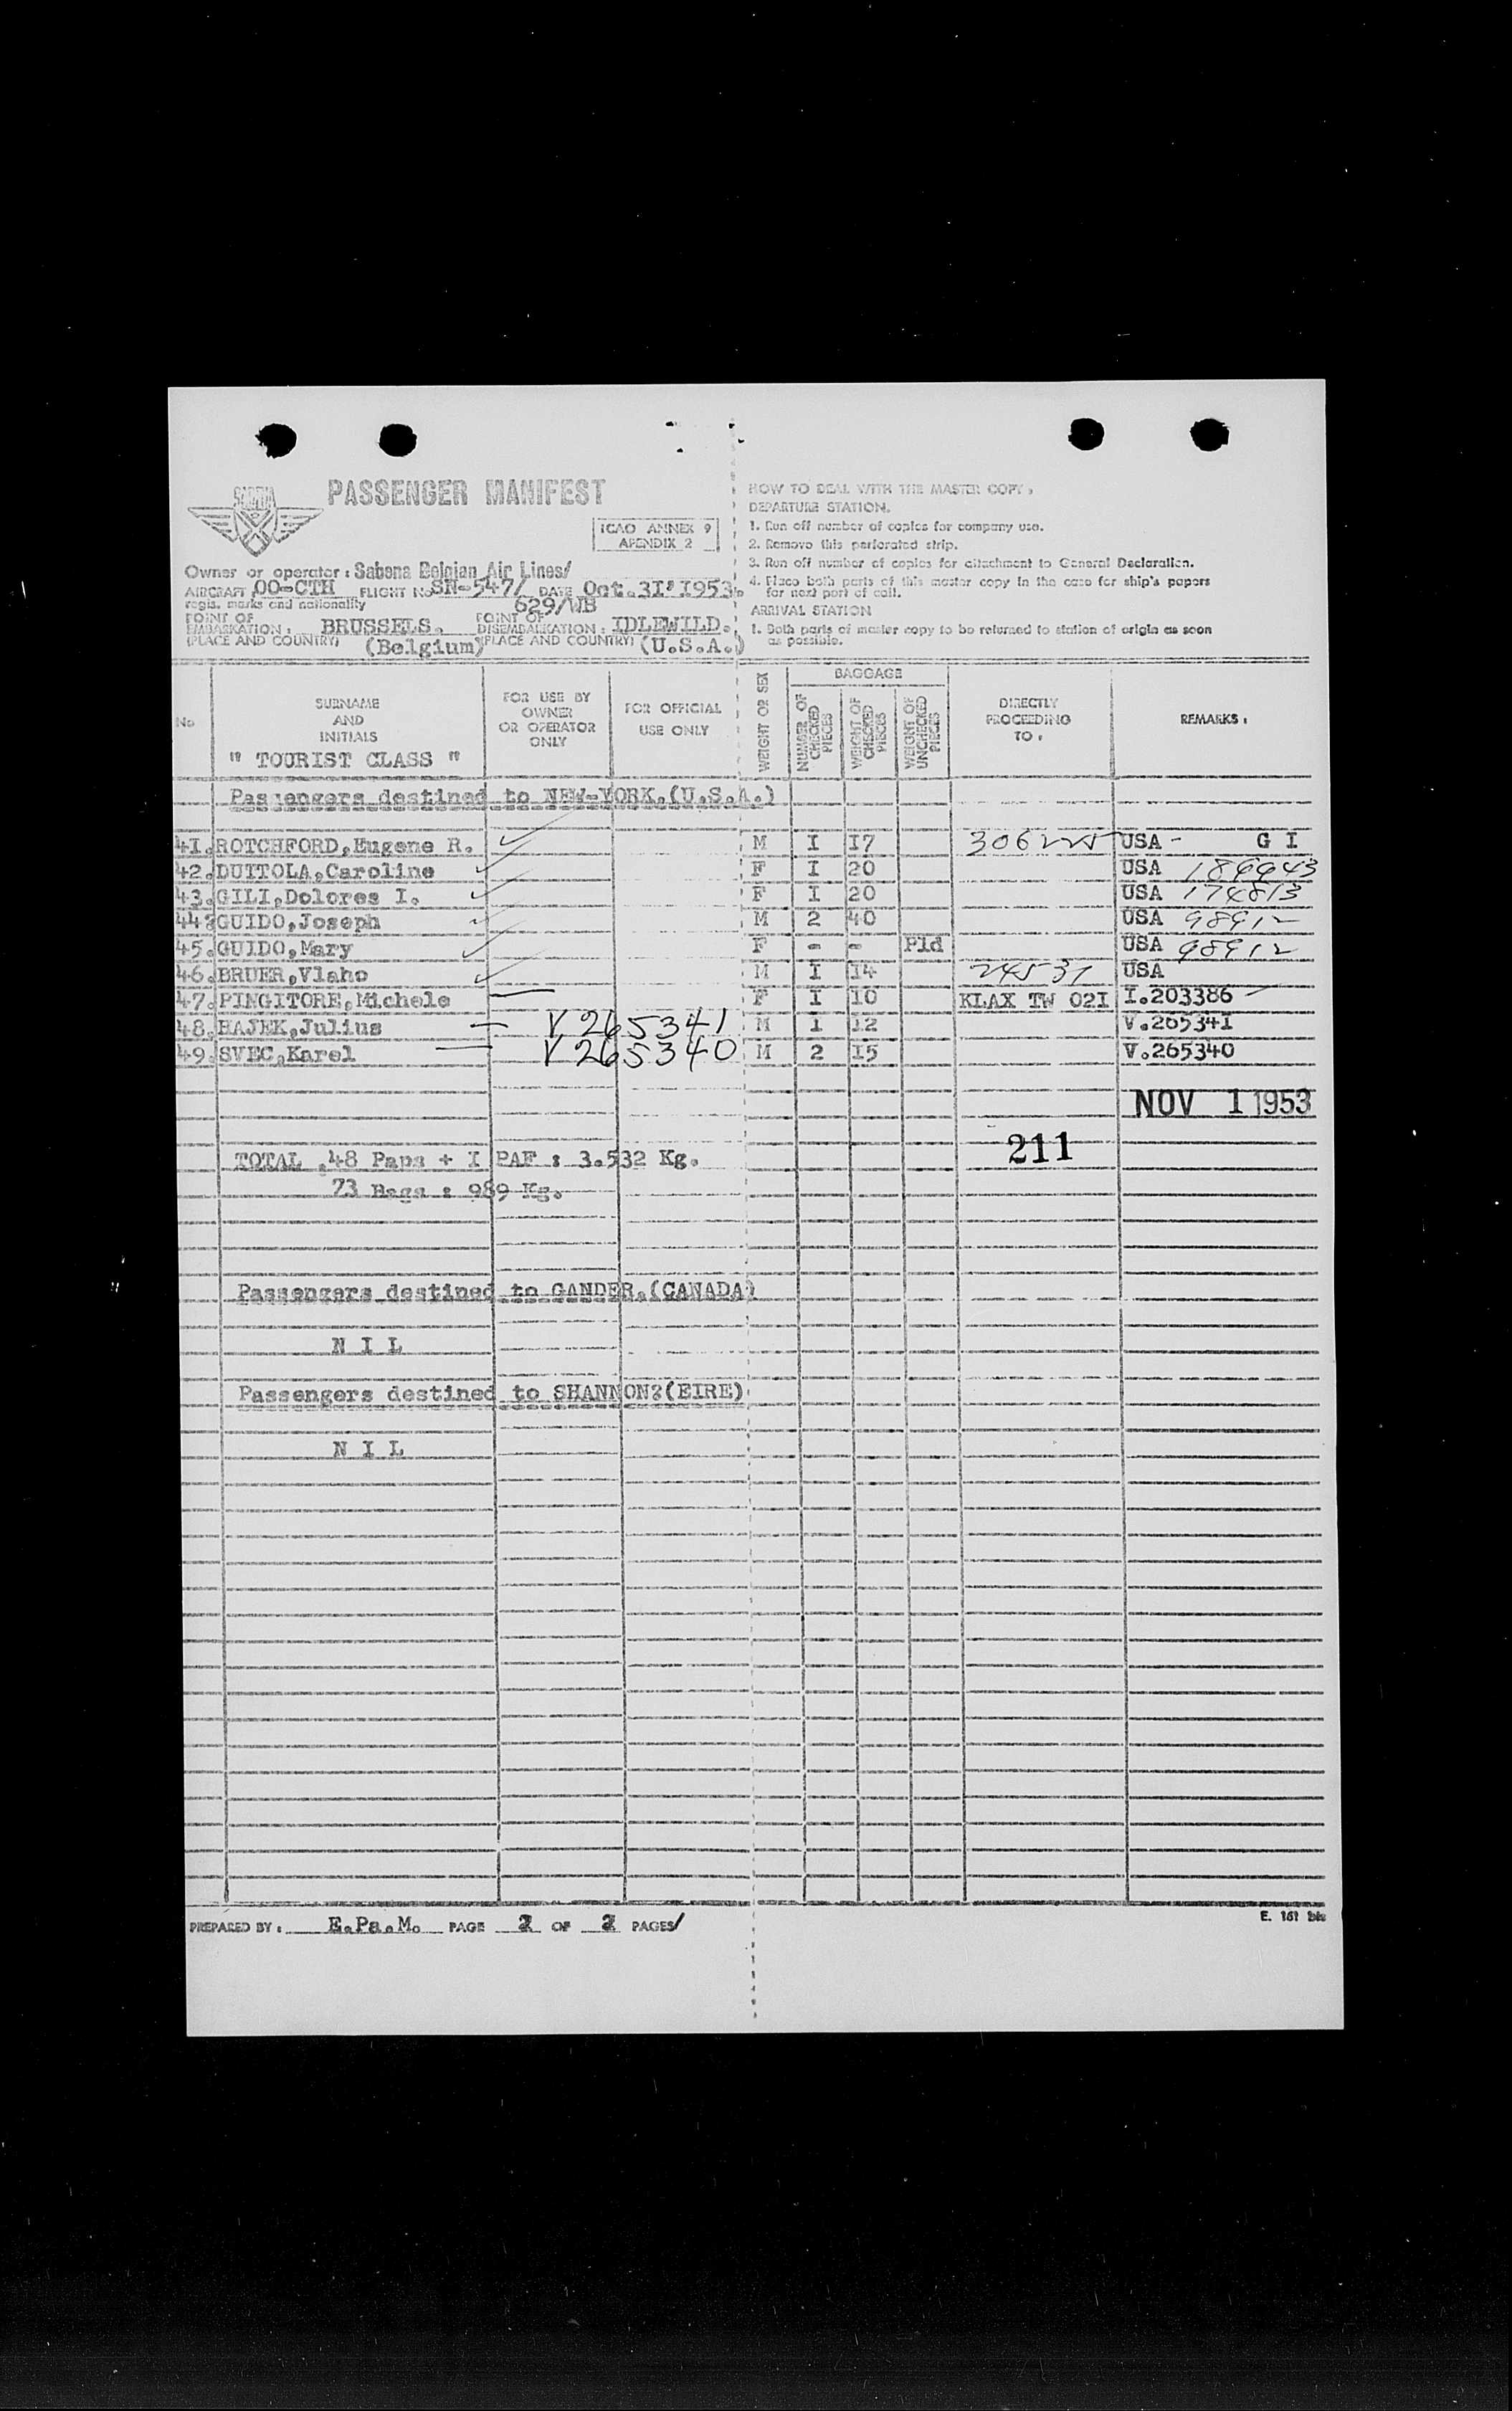 SABENA
PASSENGER MANIFEST
ICAO ANNEX 9
APENDIX 2
Owner or operator : Sabena Belgian Air Lines/
AIRCRAFT OO-CTH FLIGHT No SN-547/ DATE Oct.31' 1953.
regis. marks and nationality 629/WB
POINT OF EMBARKATION : BRUSSELS. POINT OF DISEMBARKATION : IDLEWILD.
(PLACE AND COUNTRY) (Belgium) (PLACE AND COUNTRY) (U.S.A.)
HOW TO DEAL WITH THE MASTER COPY :
DEPARTURE STATION.
1. Run off number of copies for company use.
2. Remove this perforated strip.
3. Run off number of copies for attachment to General Declaration.
4. Place both parts of this master copy in the case for ship's papers
for next port of call.
ARRIVAL STATION
1. Both parts of master copy to be returned to station of origin as soon
as possible.
No
SURNAME
AND
INITIALS
" TOURIST CLASS "
FOR USE BY
OWNER
OR OPERATOR
ONLY
FOR OFFICIAL
USE ONLY
WEIGHT OR SEX
BAGGAGE
NUMBER OF CHECKED PIECES
WEIGHT OF CHECKED PIECES
WEIGHT OF UNCHECKED PIECES
DIRECTLY
PROCEEDING
TO :
REMARKS :
Passengers destined to NEW-YORK.(U.S.A.)
41. ROTCHFORD,Eugene R. M I 17 306225 USA - G I
42. DUITOLA,Caroline F I 20 USA 186943
43. GILI,Dolores I. F I 20 USA 174813
44? GUIDO,Joseph M 2 40 USA 98912
45. GUIDO,Mary F - - Pld USA 98912
46. BRUER,Vlaho M I 14 24531 USA
47. PINGITORE,Michele F I 10 KLAX TW 02I I.203386
48. HAJEK,Julius V 265341 M 1 12 V.265341
49. SVEC,Karel V 265340 M 2 15 V.265340
NOV 1 1953
211
TOTAL .48 Paps + I PAF : 3.532 Kg.
73 Bags : 989 Kg.
Passengers destined to GANDER.(CANADA)
N I L
Passengers destined to SHANNON?(EIRE)
N I L
PREPARED BY : E.Pa.M. PAGE 2 OF 2 PAGES/
E. 161 bis